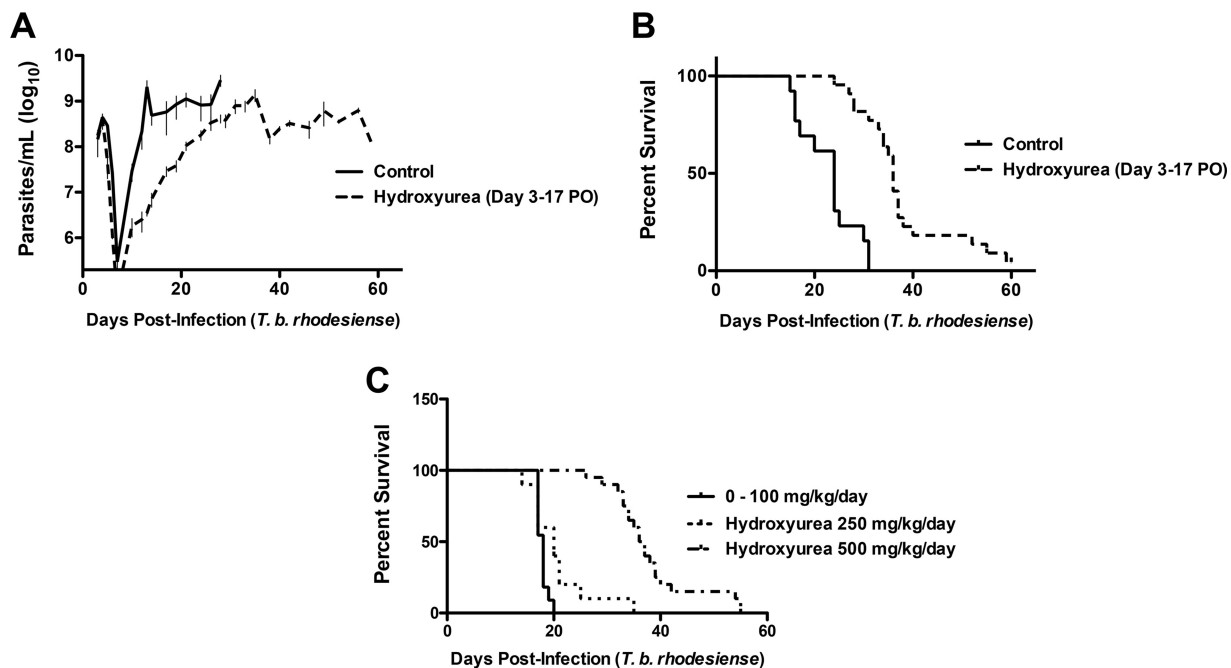 A
Parasites/mL (log10)
10
9
8
7
6
0
20
40
60
Days Post-Infection (T. b. rhodesiense)
Control
Hydroxyurea (Day 3-17 PO)
B
Percent Survival
100
50
0
0
20
40
60
Days Post-Infection (T. b. rhodesiense)
Control
Hydroxyurea (Day 3-17 PO)
C
Percent Survival
150
100
50
0
0
20
40
60
Days Post-Infection (T. b. rhodesiense)
0 - 100 mg/kg/day
Hydroxyurea 250 mg/kg/day
Hydroxyurea 500 mg/kg/day